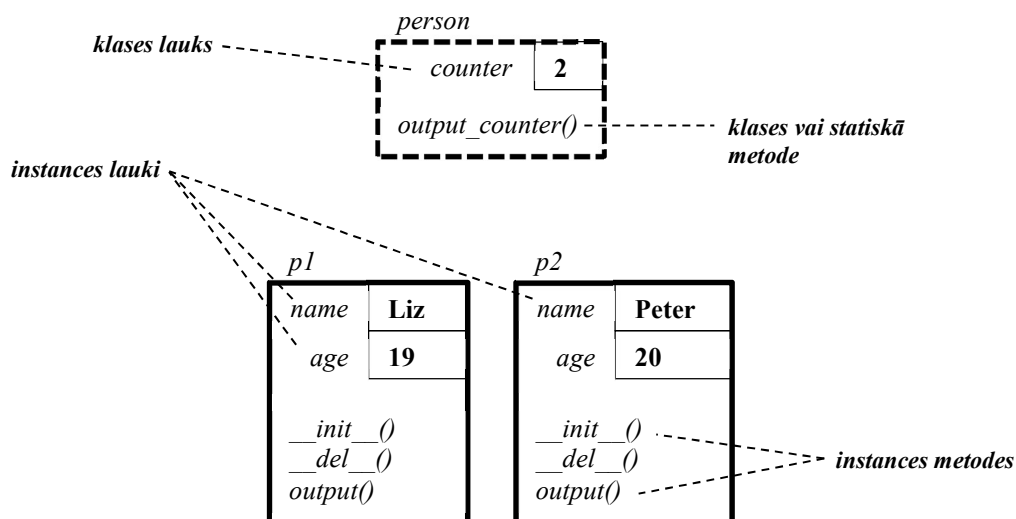 person
klases lauks
counter 2
output_counter()
klases vai statiskā
metode
instances lauki
p1
p2
name Liz
name Peter
age 19
age 20
__init__()
__init__()
__del__()
__del__()
instances metodes
output()
output()